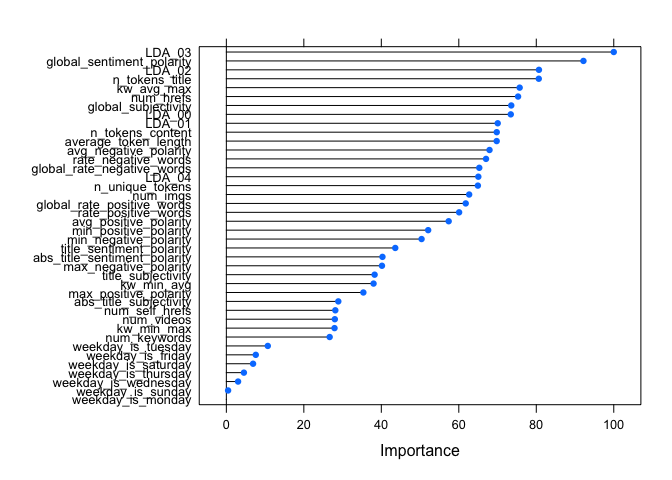 LDA_03
global_sentiment_polarity
LDA_02
n_tokens_title
kw_avg_max
num_hrefs
global_subjectivity
LDA_00
LDA_01
n_tokens_content
average_token_length
avg_negative_polarity
rate_negative_words
global_rate_negative_words
LDA_04
n_unique_tokens
num_imgs
global_rate_positive_words
rate_positive_words
avg_positive_polarity
min_positive_polarity
min_negative_polarity
title_sentiment_polarity
abs_title_sentiment_polarity
max_negative_polarity
title_subjectivity
kw_min_avg
max_positive_polarity
abs_title_subjectivity
num_self_hrefs
num_videos
kw_min_max
num_keywords
weekday_is_tuesday
weekday_is_friday
weekday_is_saturday
weekday_is_thursday
weekday_is_wednesday
weekday_is_sunday
weekday_is_monday
0 20 40 60 80 100
Importance